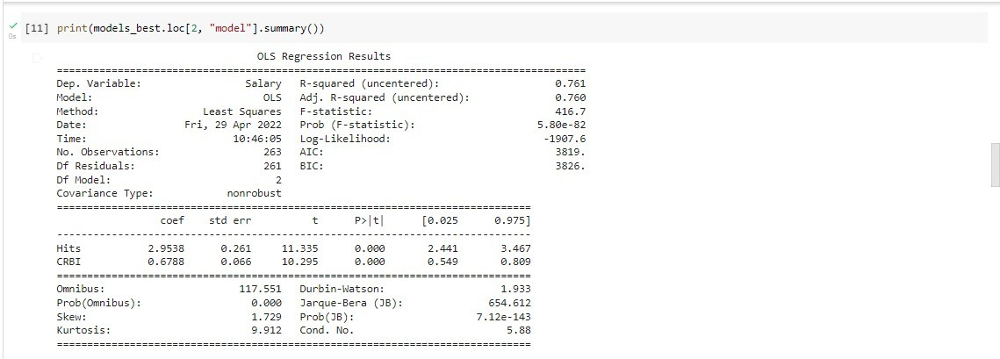 [11] print(models_best.loc[2, "model"].summary())
0s
OLS Regression Results
==============================================================================
Dep. Variable: Salary R-squared (uncentered): 0.761
Model: OLS Adj. R-squared (uncentered): 0.760
Method: Least Squares F-statistic: 416.7
Date: Fri, 29 Apr 2022 Prob (F-statistic): 5.80e-82
Time: 10:46:05 Log-Likelihood: -1907.6
No. Observations: 263 AIC: 3819.
Df Residuals: 261 BIC: 3826.
Df Model: 2
Covariance Type: nonrobust
==============================================================================
coef std err t P>|t| [0.025 0.975]
------------------------------------------------------------------------------
Hits 2.9538 0.261 11.335 0.000 2.441 3.467
CRBI 0.6788 0.066 10.295 0.000 0.549 0.809
==============================================================================
Omnibus: 117.551 Durbin-Watson: 1.933
Prob(Omnibus): 0.000 Jarque-Bera (JB): 654.612
Skew: 1.729 Prob(JB): 7.12e-143
Kurtosis: 9.912 Cond. No. 5.88
==============================================================================